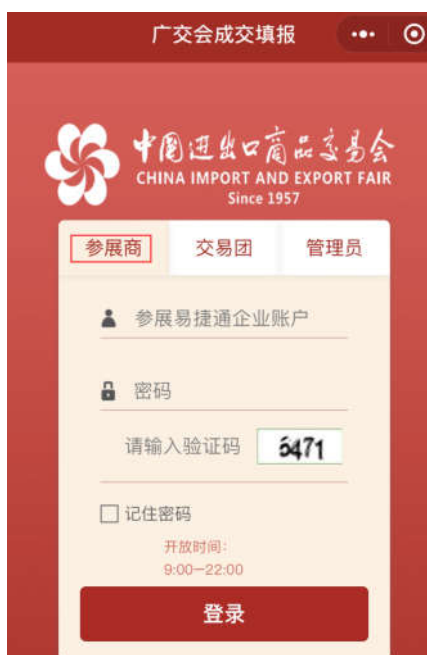 广交会成交填报
中国进出口商品交易会
CHINA IMPORT AND EXPORT FAIR
Since 1957
参展商 交易团 管理员
参展易捷通企业账户
密码
请输入验证码 6471
记住密码
开放时间:
9:00—22:00
登录